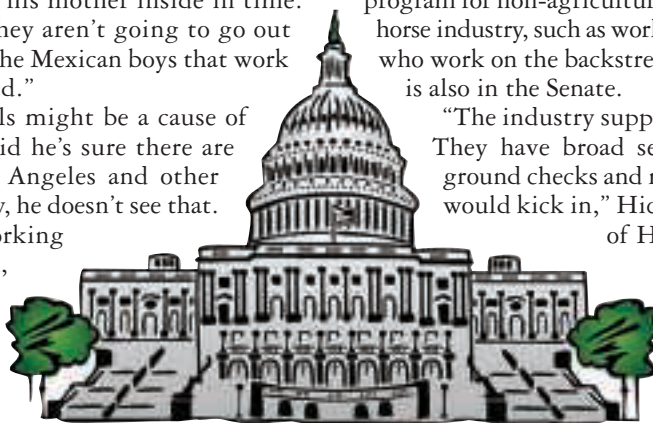 his mother inside in time.
hey aren’t going to go out
he Mexican boys that work
d.”
ls might be a cause of
id he’s sure there are
Angeles and other
y, he doesn’t see that.
orking
,
program for non-agricultur
horse industry, such as worl
who work on the backstre
is also in the Senate.
“The industry supp
They have broad se
ground checks and r
would kick in,” Hic
of H